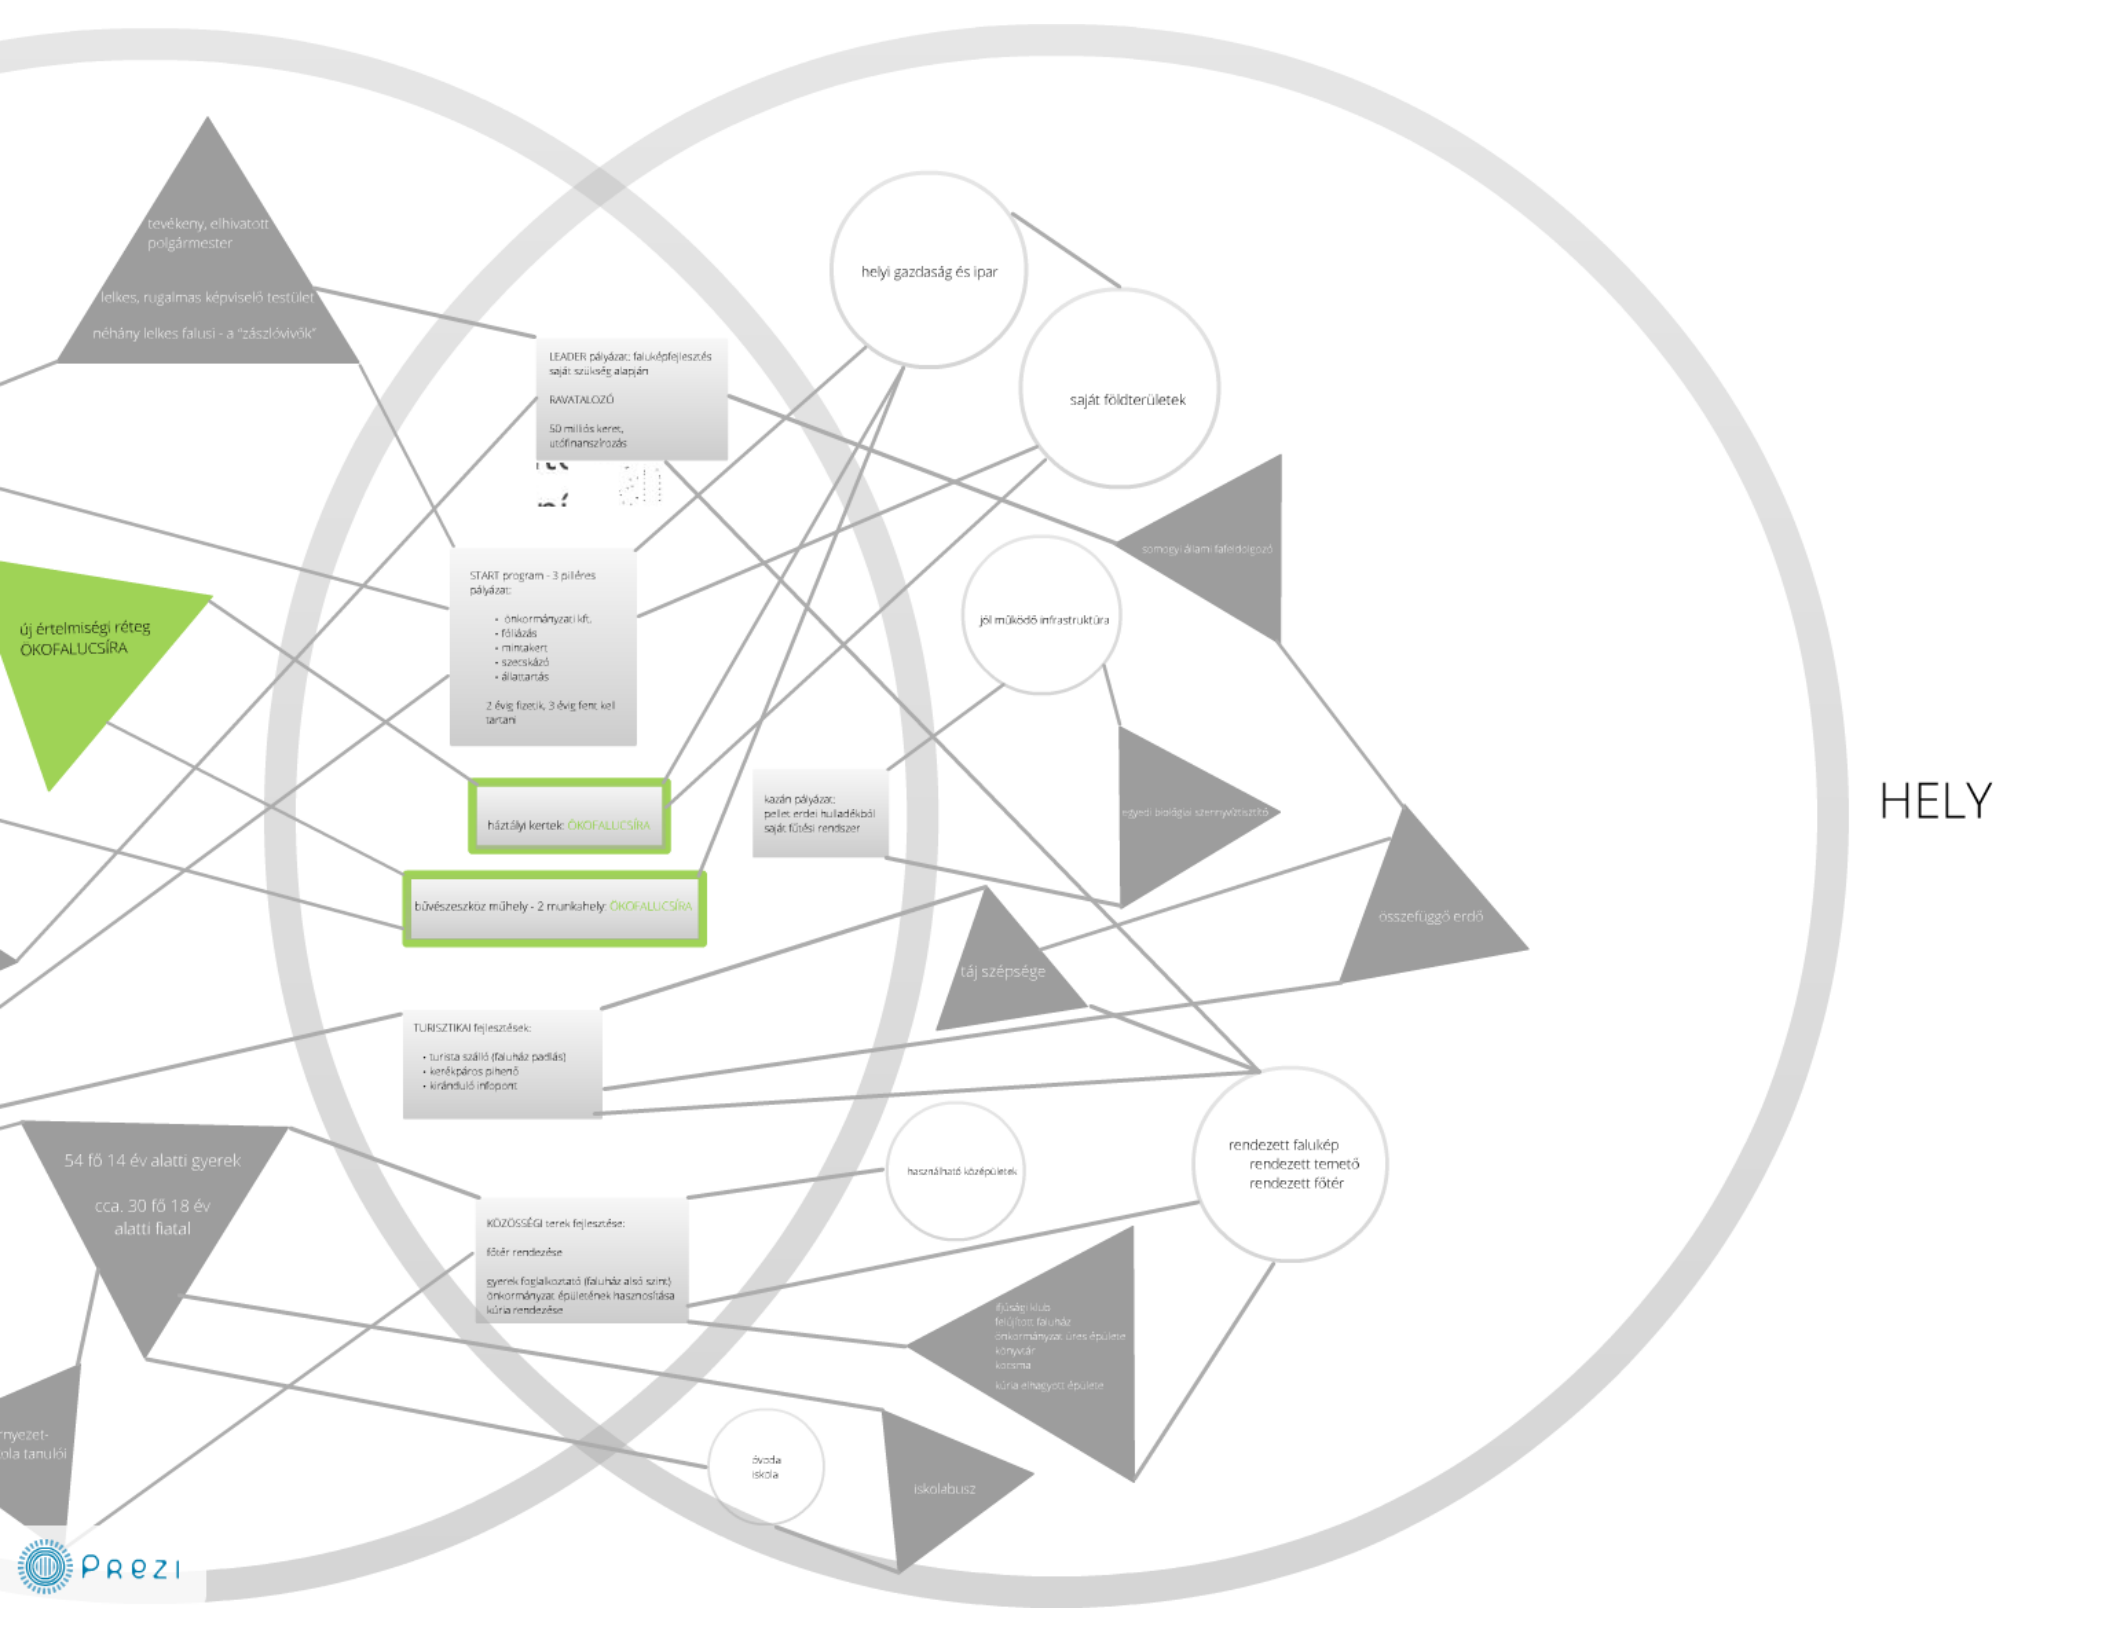 tevékeny, elhivatott
polgármester
lelkes, rugalmas képviselő testület
néhány lelkes falusi - a "zászlóvivők"
helyi gazdaság és ipar
saját földterületek
LEADER pályázat: faluképfejlesztés
saját szükség alapján
RAVATALOZÓ
50 milliós keret,
utófinanszírozás
somogyi állami fafeldolgozó
START program - 3 pilléres
pályázat:
• önkormányzati kft.
• fóliázás
• mintakert
• szecskázó
• állattartás
2 évig fizetik, 3 évig fent kell
tartani
jól működő infrastruktúra
új értelmiségi réteg
ÖKOFALUCSÍRA
HELY
háztályi kertek: ÖKOFALUCSÍRA
kazán pályázat:
pellet erdei hulladékból
saját fűtési rendszer
egyedi biológiai szennyvíztisztító
bűvészeszköz műhely - 2 munkahely: ÖKOFALUCSÍRA
összefüggő erdő
táj szépsége
TURISZTIKAI fejlesztések:
• turista szálló (faluház padlás)
• kerékpáros pihenő
• kiránduló infopont
54 fő 14 év alatti gyerek
cca. 30 fő 18 év
alatti fiatal
használható középületek
rendezett falukép
rendezett temető
rendezett főtér
KÖZÖSSÉGI terek fejlesztése:
főtér rendezése
gyerek foglalkoztató (faluház alsó szint)
önkormányzat épületének hasznosítása
kúria rendezése
ifjúsági klub
felújított faluház
önkormányzat üres épülete
könyvtár
kocsma
kúria elhagyott épülete
rnyezet-
ola tanulói
óvoda
iskola
iskolabusz
Prezi